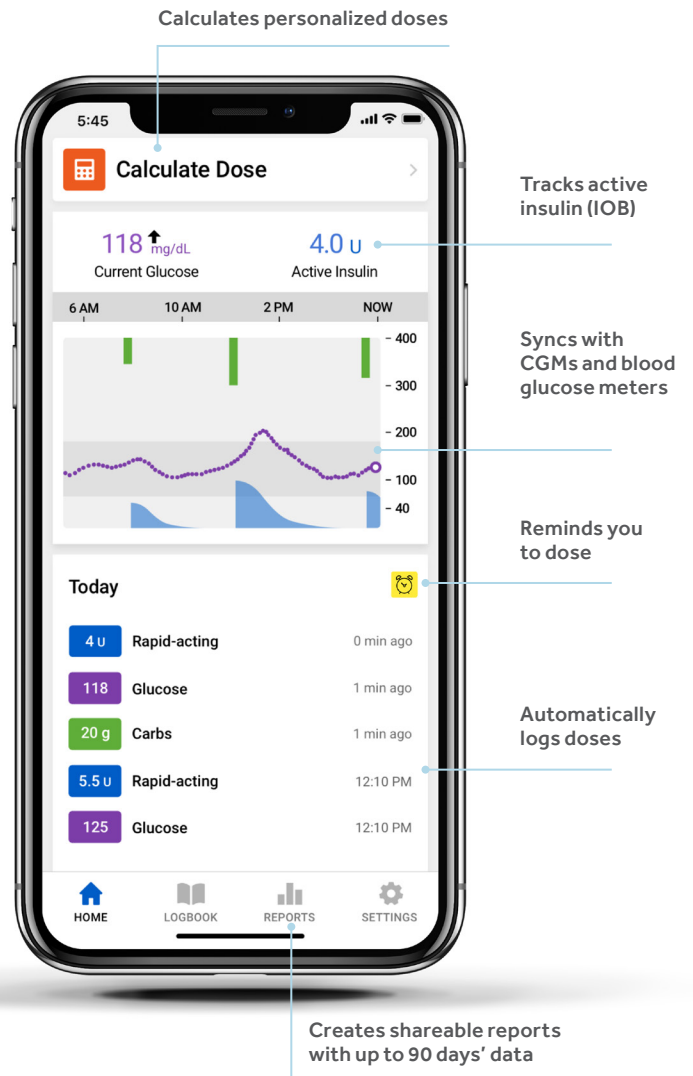 Calculates personalized doses
5:45
Calculate Dose
118 mg/dL
4.0 U
Current Glucose
Active Insulin
Tracks active
insulin (IOB)
6 AM 10 AM 2 PM NOW
400
300
200
100
40
Syncs with
CGMs and blood
glucose meters
Reminds you
to dose
Today
4 U Rapid-acting 0 min ago
118 Glucose 1 min ago
20 g Carbs 1 min ago
5.5 U Rapid-acting 12:10 PM
125 Glucose 12:10 PM
Automatically
logs doses
HOME LOGBOOK REPORTS SETTINGS
Creates shareable reports
with up to 90 days’ data